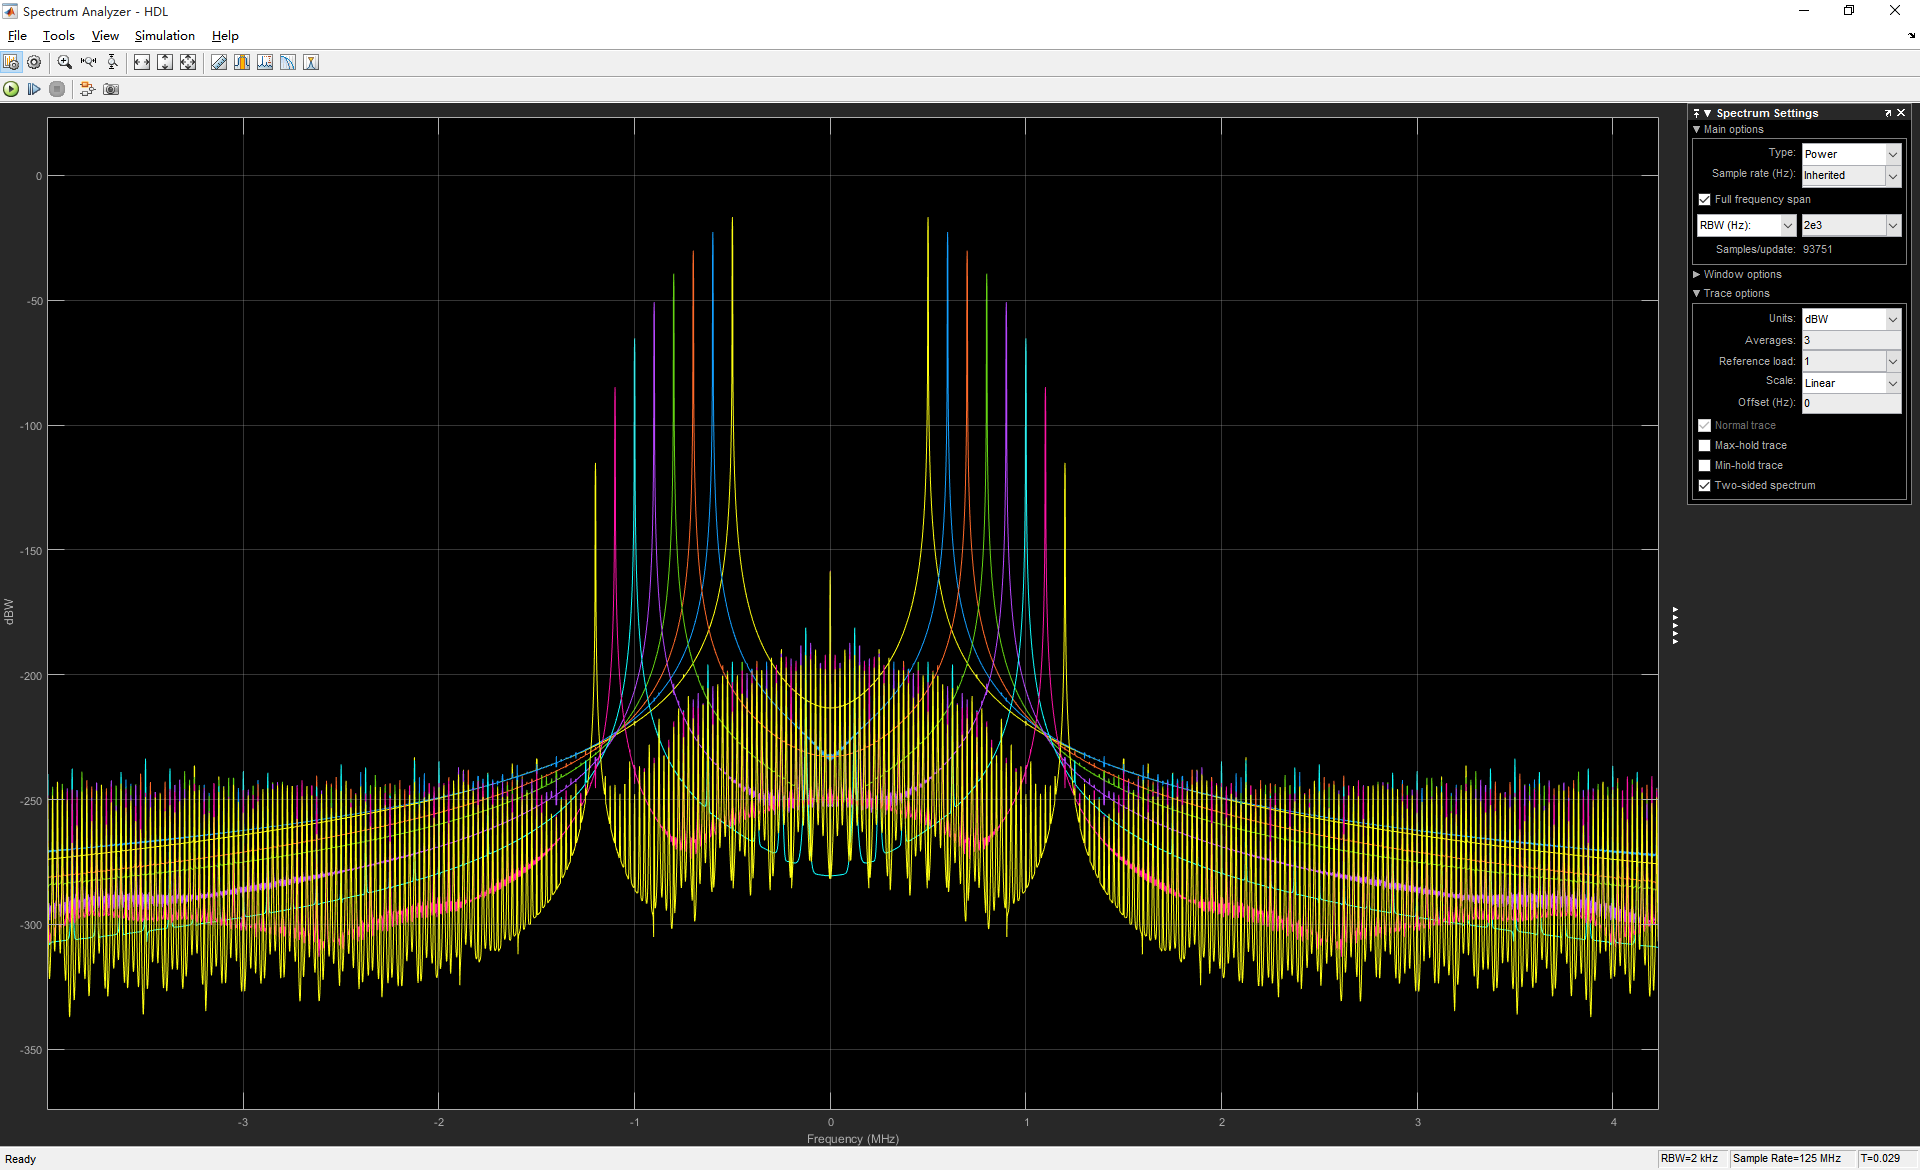 Spectrum Analyzer - HDL
File Tools View Simulation Help
Spectrum Settings
Main options
Type: Power
Sample rate (Hz): Inherited
Full frequency span
RBW (Hz): 2e3
Samples/update: 93751
Window options
Trace options
Units: dBW
Averages: 3
Reference load: 1
Scale: Linear
Offset (Hz): 0
Normal trace
Max-hold trace
Min-hold trace
Two-sided spectrum
0
-50
-100
-150
-200
-250
-300
-350
dBW
-3 -2 -1 0 1 2 3 4
Frequency (MHz)
Ready
RBW=2 kHz Sample Rate=125 MHz T=0.029